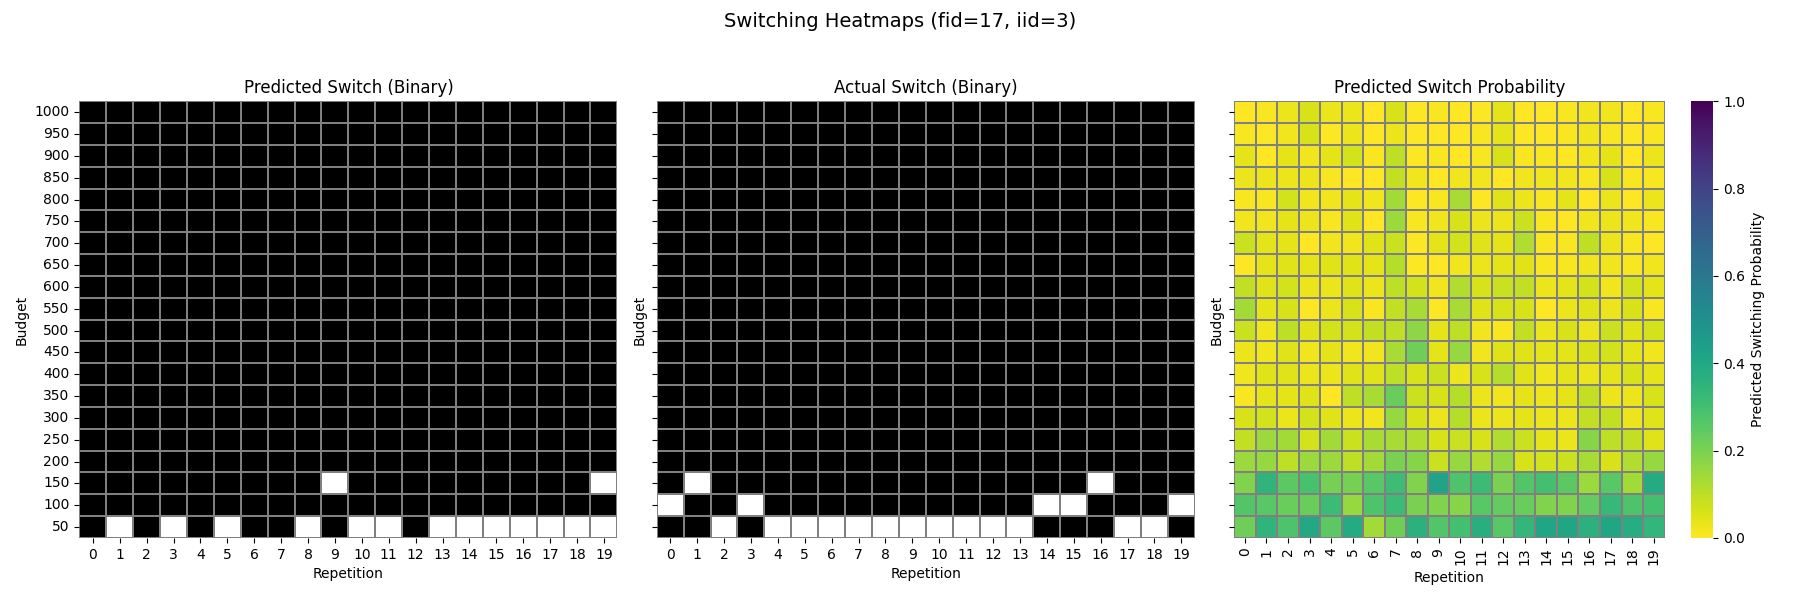 Switching Heatmaps (fid=17, iid=3)
Predicted Switch (Binary)
Budget
1000
950
900
850
800
750
700
650
600
550
500
450
400
350
300
250
200
150
100
50
0 1 2 3 4 5 6 7 8 9 10 11 12 13 14 15 16 17 18 19
Repetition
Actual Switch (Binary)
Budget
0 1 2 3 4 5 6 7 8 9 10 11 12 13 14 15 16 17 18 19
Repetition
Predicted Switch Probability
Budget
0 1 2 3 4 5 6 7 8 9 10 11 12 13 14 15 16 17 18 19
Repetition
1.0
0.8
0.6
0.4
0.2
0.0
Predicted Switching Probability